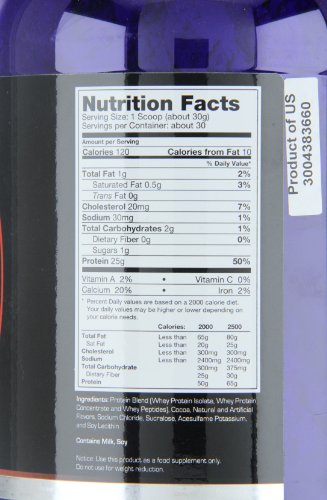 Nutrition Facts
Serving Size: 1 Scoop (about 30g)
Servings per Container: about 30
Amount per Serving
Calories 120 Calories from Fat 10
% Daily Value*
Total Fat 1g 2%
Saturated Fat 0.5g 3%
Trans Fat 0g
Cholesterol 20mg 7%
Sodium 30mg 1%
Total Carbohydrates 2g 1%
Dietary Fiber 0g 0%
Sugars 1g
Protein 25g 50%
Vitamin A 2% • Vitamin C 0%
Calcium 20% • Iron 2%
* Percent Daily values are based on a 2000 calorie diet.
Your daily values may be higher or lower depending on
your caloria needs.
Calories: 2000 2500
Total Fat Less than 65g 80g
Sat Fat Less than 20g 25g
Cholesterol Less than 300mg 300mg
Sodium Less than 2400mg 2400mg
Total Carbohydrate 300mg 375mg
Dietary Fiber 25g 30g
Protein 50g 65g
Ingredients: Protein Blend (Whey Protein Isolate, Whey Protein
Concentrate and Whey Peptides), Cocoa, Natural and Artificial
Flavors, Sodium Chloride, Sucralose, Acesulfame Potassium,
and Soy Lecithin
Contains Milk, Soy
Notice: Use this product as a food supplement only.
Do not use for weight reduction.
Product of US
3004383660